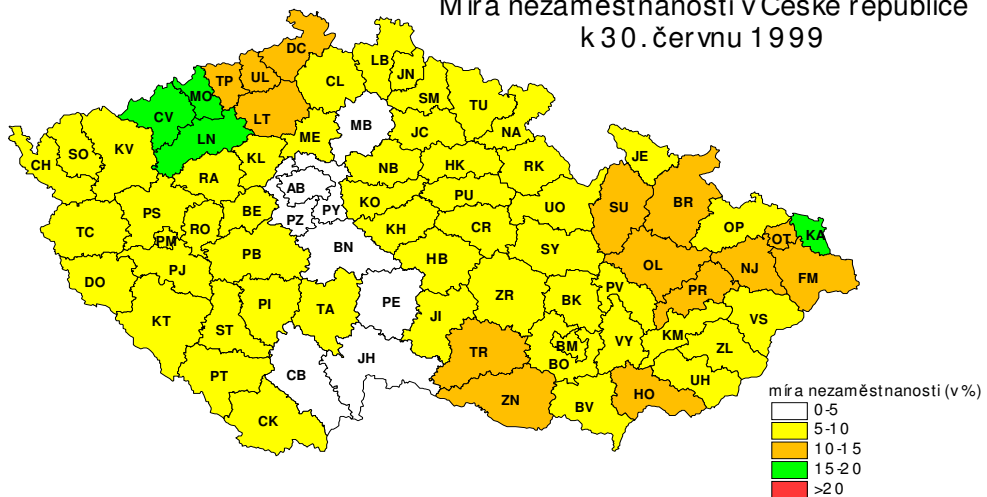 Míra nezaměstnanosti v České republice
k 30. červnu 1999
DC
LB
JN
TP
UL
CL
MO
SM
TU
CV
LT
MB
JC
NA
LN
ME
CH
SO
KV
KL
NB
HK
RK
JE
RA
AB
KO
PU
UO
SU
BR
PS
RO
BE
PZ
PY
KH
CR
OP
OT
KA
TC
PM
PB
BN
HB
SY
OL
NJ
FM
DO
PJ
PR
KT
ST
PI
TA
PE
JI
ZR
BK
PV
VS
TR
BM
BO
VY
KM
ZL
PT
CB
JH
ZN
BV
HO
UH
CK
míra nezaměstnanosti (v %)
0-5
5-10
10-15
15-20
>20